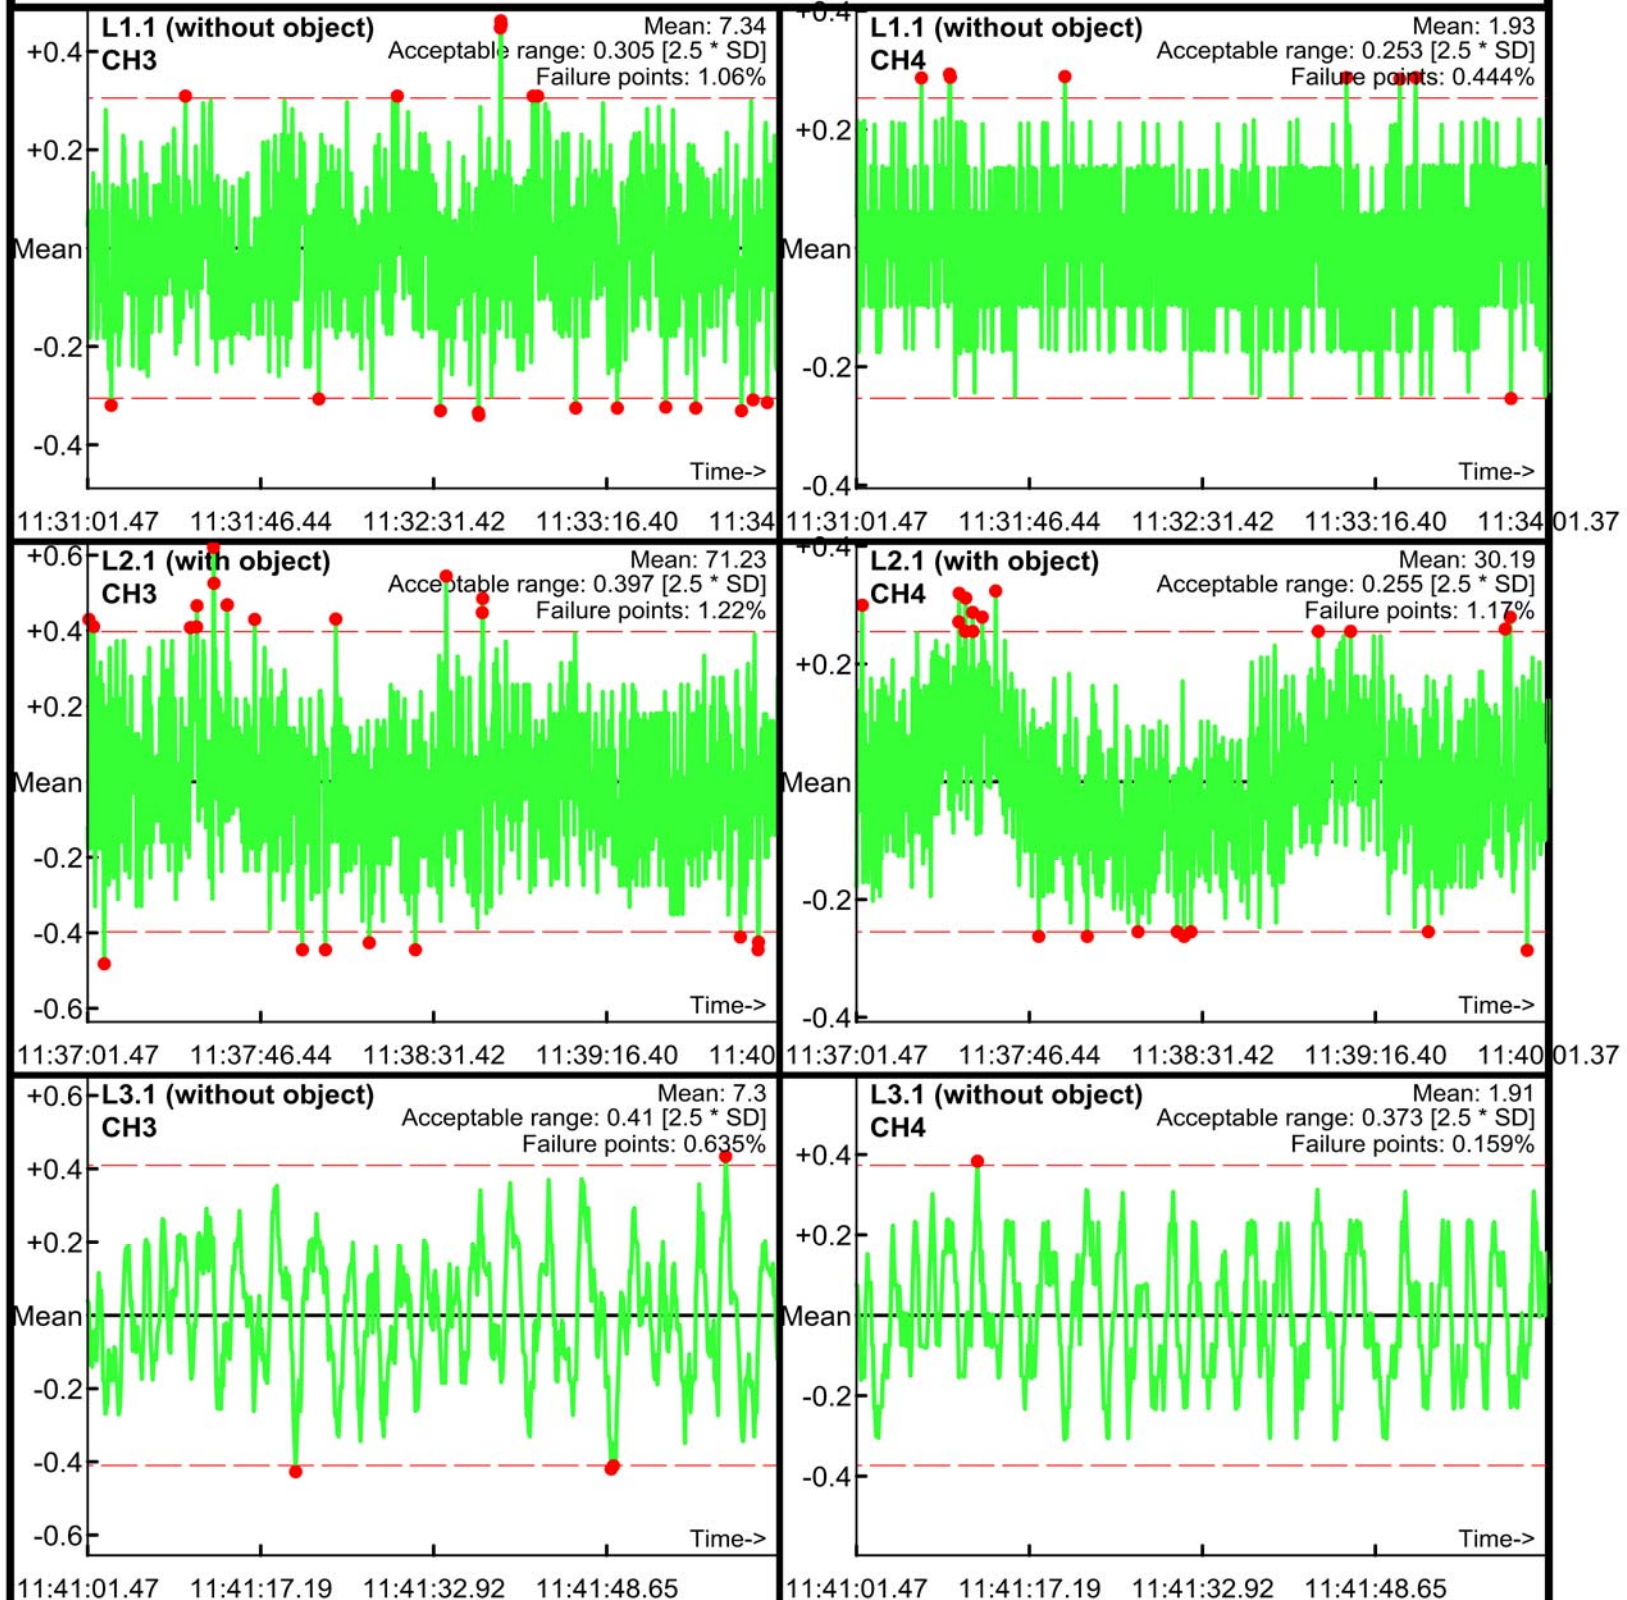 L1.1 (without object)
CH3
Mean: 7.34
Acceptable range: 0.305 [2.5 * SD]
Failure points: 1.06%
+0.4
+0.2
Mean
-0.2
-0.4
Time->
11:31:01.47 11:31:46.44 11:32:31.42 11:33:16.40 11:34
L1.1 (without object)
CH4
Mean: 1.93
Acceptable range: 0.253 [2.5 * SD]
Failure points: 0.444%
+0.4
+0.2
Mean
-0.2
-0.4
Time->
11:31:01.47 11:31:46.44 11:32:31.42 11:33:16.40 11:34:01.37
L2.1 (with object)
CH3
Mean: 71.23
Acceptable range: 0.397 [2.5 * SD]
Failure points: 1.22%
+0.6
+0.4
+0.2
Mean
-0.2
-0.4
-0.6
Time->
11:37:01.47 11:37:46.44 11:38:31.42 11:39:16.40 11:40
L2.1 (with object)
CH4
Mean: 30.19
Acceptable range: 0.255 [2.5 * SD]
Failure points: 1.17%
+0.4
+0.2
Mean
-0.2
-0.4
Time->
11:37:01.47 11:37:46.44 11:38:31.42 11:39:16.40 11:40:01.37
L3.1 (without object)
CH3
Mean: 7.3
Acceptable range: 0.41 [2.5 * SD]
Failure points: 0.635%
+0.6
+0.4
+0.2
Mean
-0.2
-0.4
-0.6
Time->
11:41:01.47 11:41:17.19 11:41:32.92 11:41:48.65
L3.1 (without object)
CH4
Mean: 1.91
Acceptable range: 0.373 [2.5 * SD]
Failure points: 0.159%
+0.4
+0.2
Mean
-0.2
-0.4
Time->
11:41:01.47 11:41:17.19 11:41:32.92 11:41:48.65